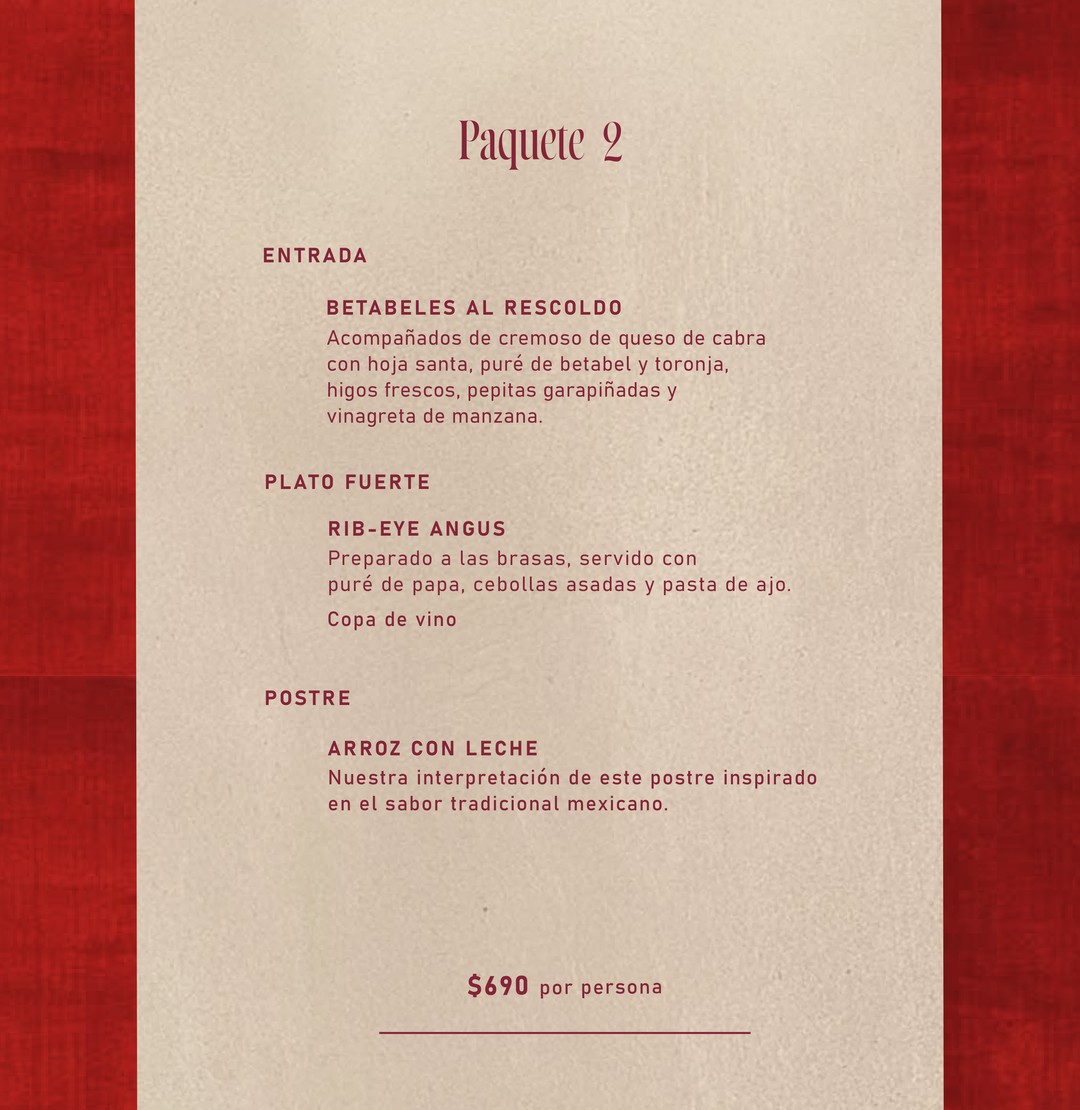 Paquete 2
ENTRADA
BETABELES AL RESCOLDO
Acompañados de cremoso de queso de cabra
con hoja santa, puré de betabel y toronja,
higos frescos, pepitas garapiñadas y
vinagreta de manzana.
PLATO FUERTE
RIB-EYE ANGUS
Preparado a las brasas, servido con
puré de papa, cebollas asadas y pasta de ajo.
Copa de vino
POSTRE
ARROZ CON LECHE
Nuestra interpretación de este postre inspirado
en el sabor tradicional mexicano.
$690 por persona